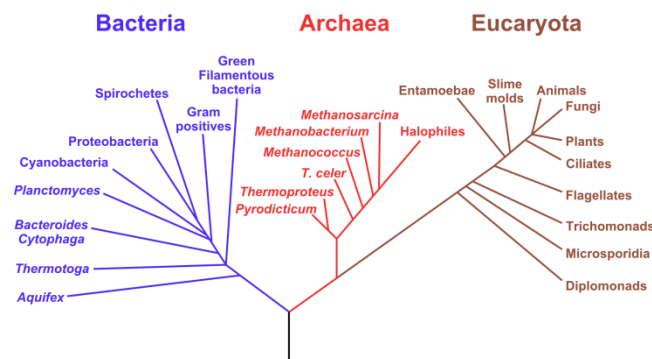 Bacteria
Archaea
Eucaryota
Green
Filamentous
bacteria
Spirochetes
Gram
positives
Proteobacteria
Cyanobacteria
Planctomyces
Bacteroides
Cytophaga
Thermotoga
Aquifex
Methanosarcina
Methanobacterium
Halophiles
Methanococcus
T. celer
Thermoproteus
Pyrodicticum
Entamoebae
Slime
molds
Animals
Fungi
Plants
Ciliates
Flagellates
Trichomonads
Microsporidia
Diplomonads